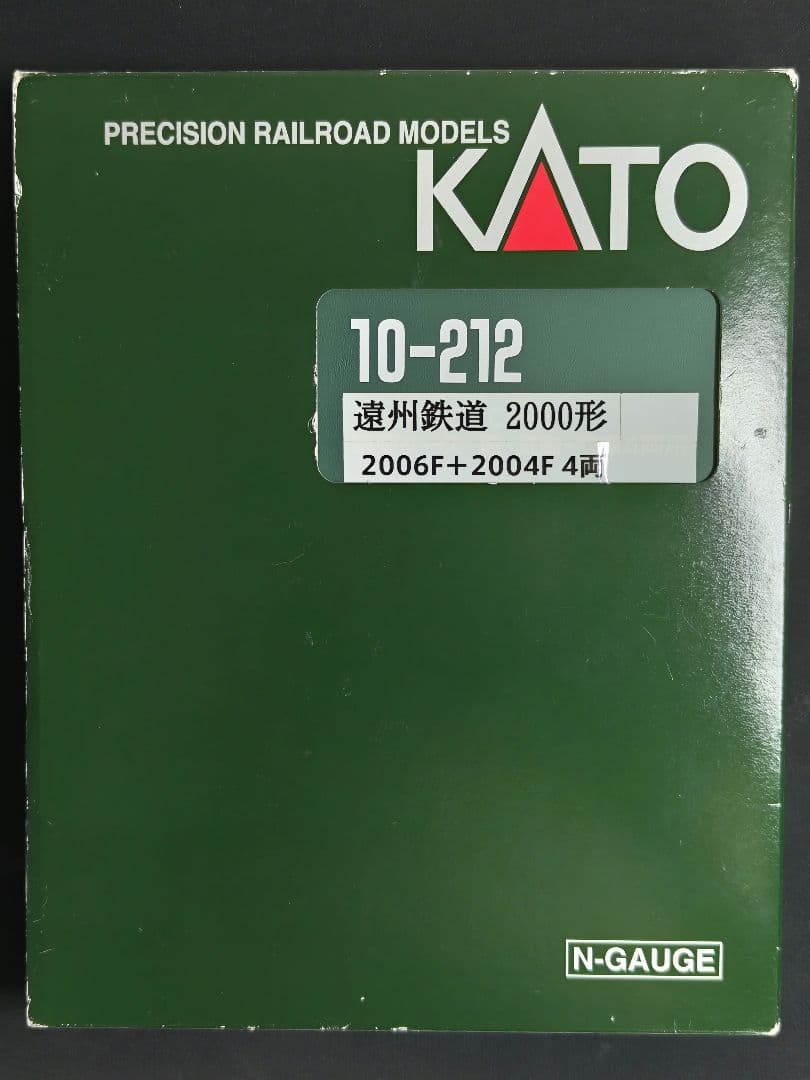 PRECISION RAILROAD MODELS
KATO
10-212
遠州鉄道 2000形
2006F+2004F 4両
N-GAUGE